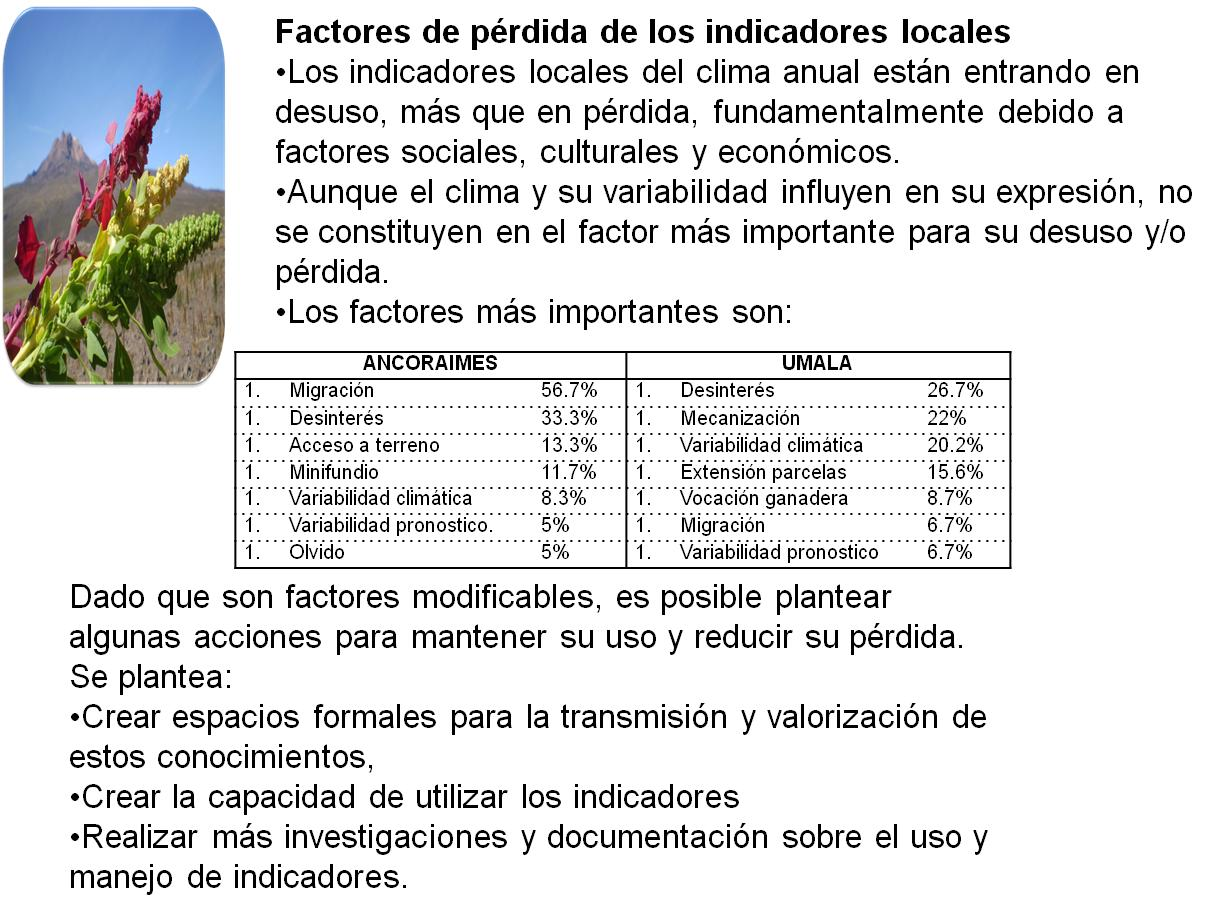 Factores de pérdida de los indicadores locales
•Los indicadores locales del clima anual están entrando en
desuso, más que en pérdida, fundamentalmente debido a
factores sociales, culturales y económicos.
•Aunque el clima y su variabilidad influyen en su expresión, no
se constituyen en el factor más importante para su desuso y/o
pérdida.
•Los factores más importantes son:
ANCORAIMES UMALA
1. Migración 56.7% 1. Desinterés 26.7%
1. Desinterés 33.3% 1. Mecanización 22%
1. Acceso a terreno 13.3% 1. Variabilidad climática 20.2%
1. Minifundio 11.7% 1. Extensión parcelas 15.6%
1. Variabilidad climática 8.3% 1. Vocación ganadera 8.7%
1. Variabilidad pronostico. 5% 1. Migración 6.7%
1. Olvido 5% 1. Variabilidad pronostico 6.7%
Dado que son factores modificables, es posible plantear
algunas acciones para mantener su uso y reducir su pérdida.
Se plantea:
•Crear espacios formales para la transmisión y valorización de
estos conocimientos,
•Crear la capacidad de utilizar los indicadores
•Realizar más investigaciones y documentación sobre el uso y
manejo de indicadores.